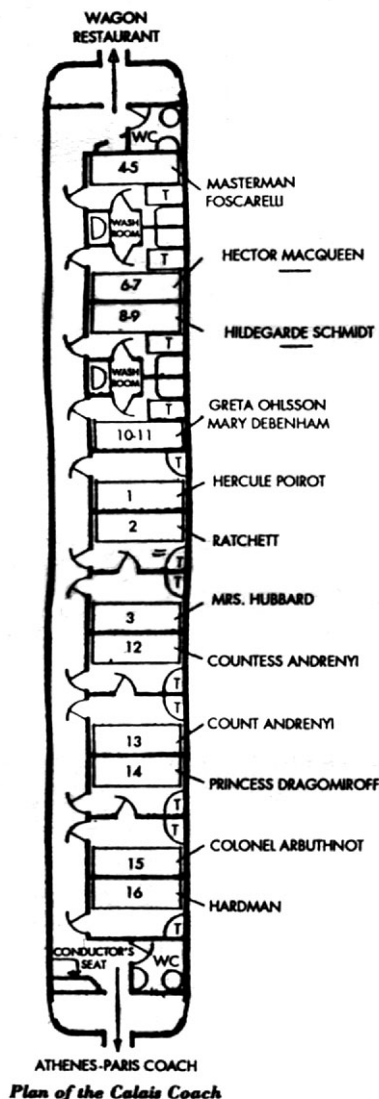 WAGON
RESTAURANT
WC
4-5
MASTERMAN
FOSCARELLI
T
WASH
ROOM
T
HECTOR MACQUEEN
6-7
8-9
HILDEGARDE SCHMIDT
T
WASH
ROOM
T
GRETA OHLSSON
MARY DEBENHAM
10-11
T
HERCULE POIROT
1
2
RATCHETT
T
T
MRS. HUBBARD
3
12
COUNTESS ANDRENYI
T
T
COUNT ANDRENYI
13
14
PRINCESS DRAGOMIROFF
T
T
COLONEL ARBUTHNOT
15
16
HARDMAN
T
CONDUCTOR'S
SEAT
WC
ATHENES-PARIS COACH
Plan of the Calais Coach